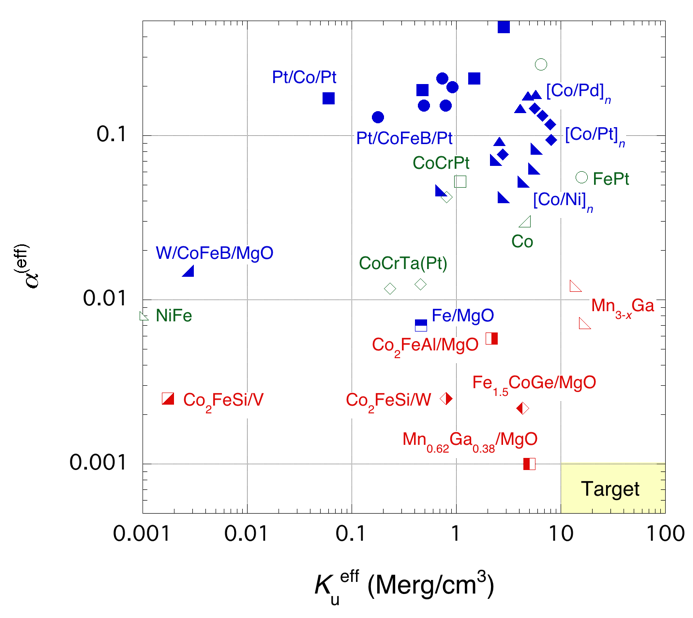 Pt/Co/Pt
[Co/Pd]n
0.1
Pt/CoFeB/Pt
[Co/Pt]n
CoCrPt
FePt
[Co/Ni]n
Co
W/CoFeB/MgO
CoCrTa(Pt)
α(eff)
0.01
NiFe
Fe/MgO
Mn3-xGa
Co2FeAl/MgO
Fe1.5CoGe/MgO
Co2FeSi/V
Co2FeSi/W
Mn0.62Ga0.38/MgO
0.001
Target
0.001 0.01 0.1 1 10 100
Kueff (Merg/cm3)